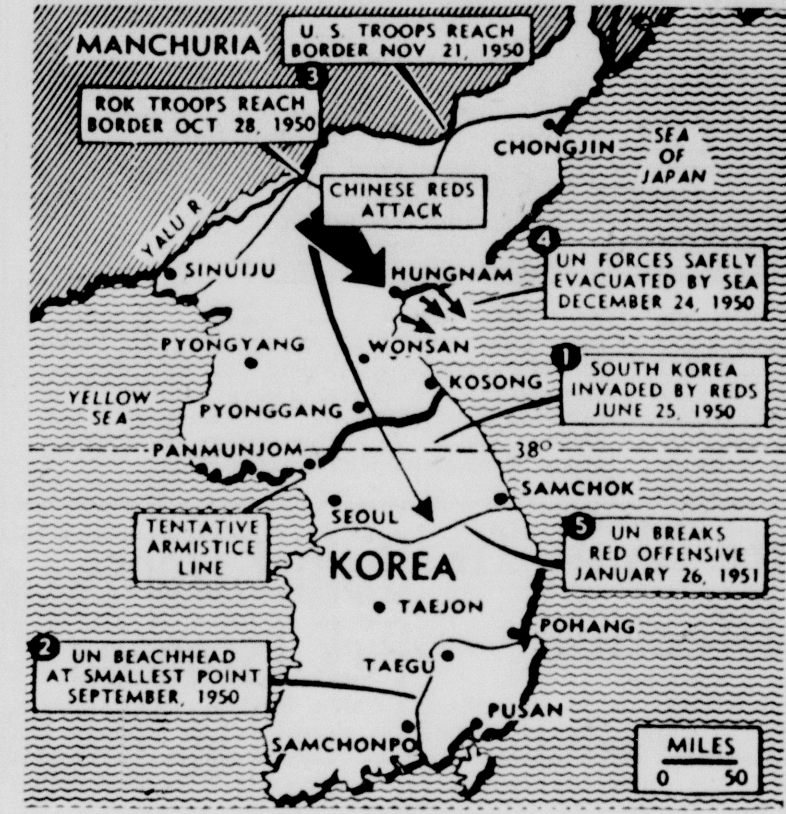 MANCHURIA
U. S. TROOPS REACH
BORDER NOV 21, 1950
3
ROK TROOPS REACH
BORDER OCT 28, 1950
CHONGJIN
SEA
OF
JAPAN
CHINESE REDS
ATTACK
YALU R
SINUIJU
HUNGNAM
4
UN FORCES SAFELY
EVACUATED BY SEA
DECEMBER 24, 1950
PYONGYANG
WONSAN
1
SOUTH KOREA
INVADED BY REDS
JUNE 25, 1950
KOSONG
YELLOW
SEA
PYONGGANG
PANMUNJOM
38°
SAMCHOK
SEOUL
TENTATIVE
ARMISTICE
LINE
5
UN BREAKS
RED OFFENSIVE
JANUARY 26, 1951
KOREA
TAEJON
POHANG
2
UN BEACHHEAD
AT SMALLEST POINT
SEPTEMBER, 1950
TAEGU
PUSAN
SAMCHONPO
MILES
0 50